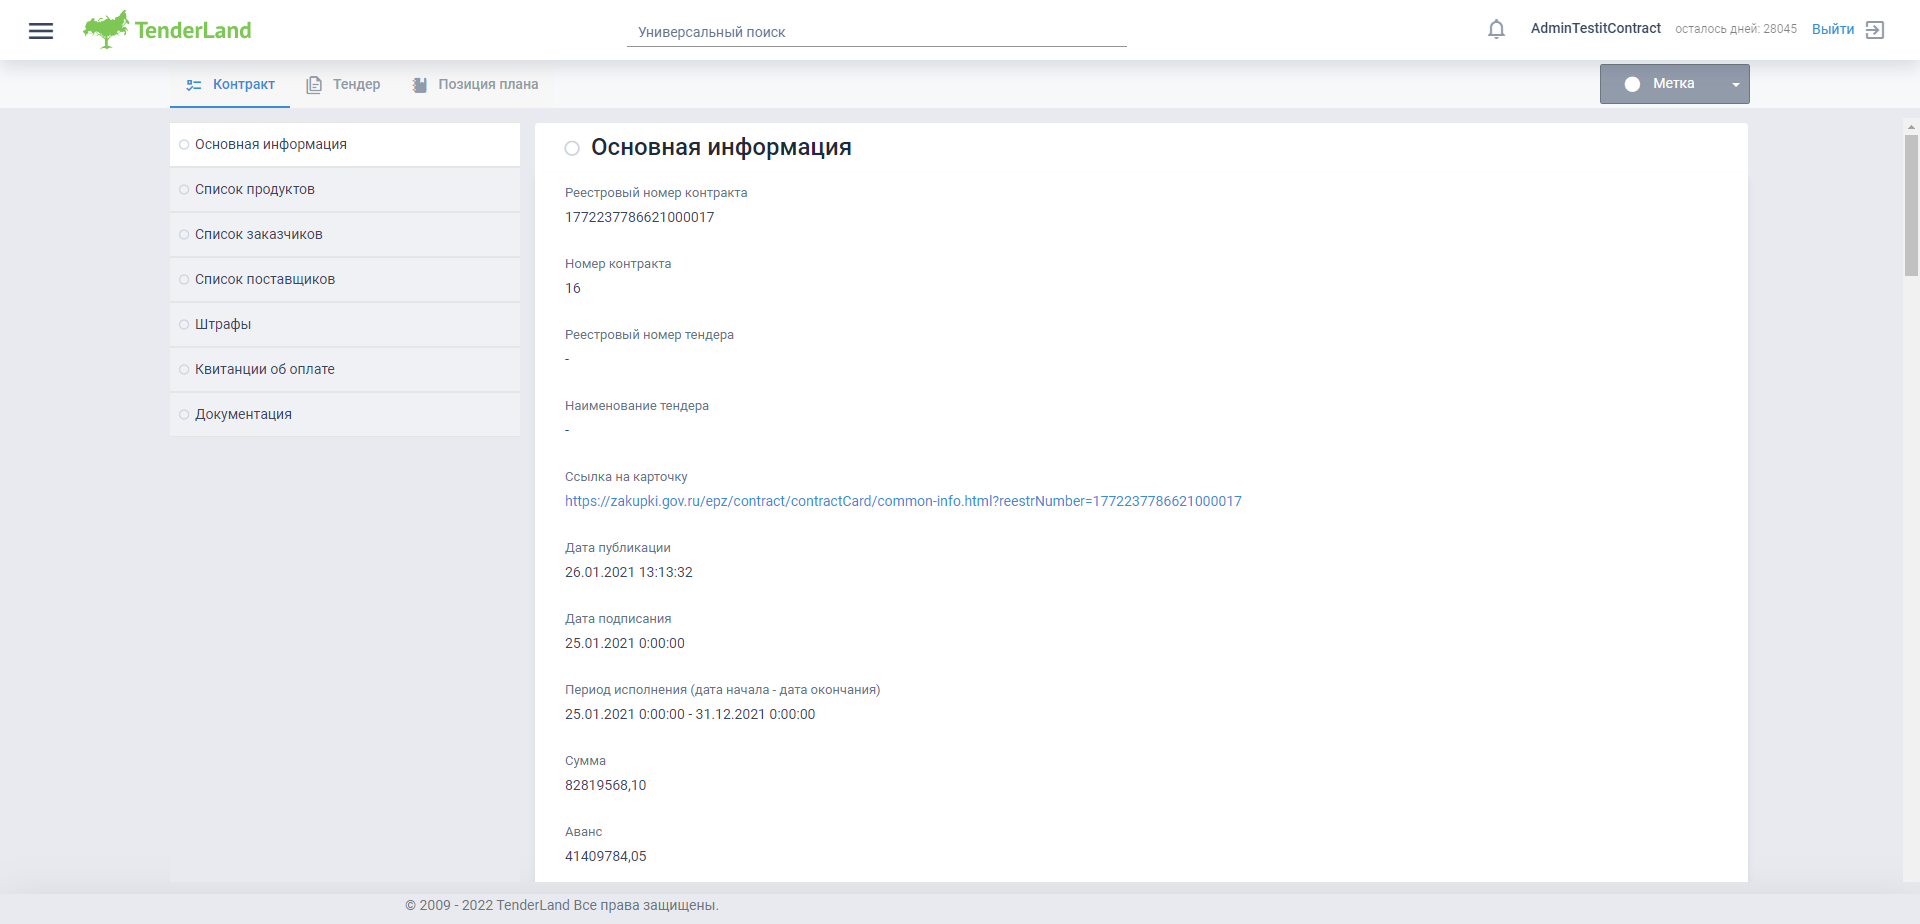 TenderLand
Универсальный поиск
AdminTestitContract осталось дней: 28045 Выйти
Контракт Тендер Позиция плана
Метка
Основная информация
Список продуктов
Список заказчиков
Список поставщиков
Штрафы
Квитанции об оплате
Документация
Основная информация
Реестровый номер контракта
1772237786621000017
Номер контракта
16
Реестровый номер тендера
-
Наименование тендера
-
Ссылка на карточку
https://zakupki.gov.ru/epz/contract/contractCard/common-info.html?reestrNumber=1772237786621000017
Дата публикации
26.01.2021 13:13:32
Дата подписания
25.01.2021 0:00:00
Период исполнения (дата начала - дата окончания)
25.01.2021 0:00:00 - 31.12.2021 0:00:00
Сумма
82819568,10
Аванс
41409784,05
© 2009 - 2022 TenderLand Все права защищены.